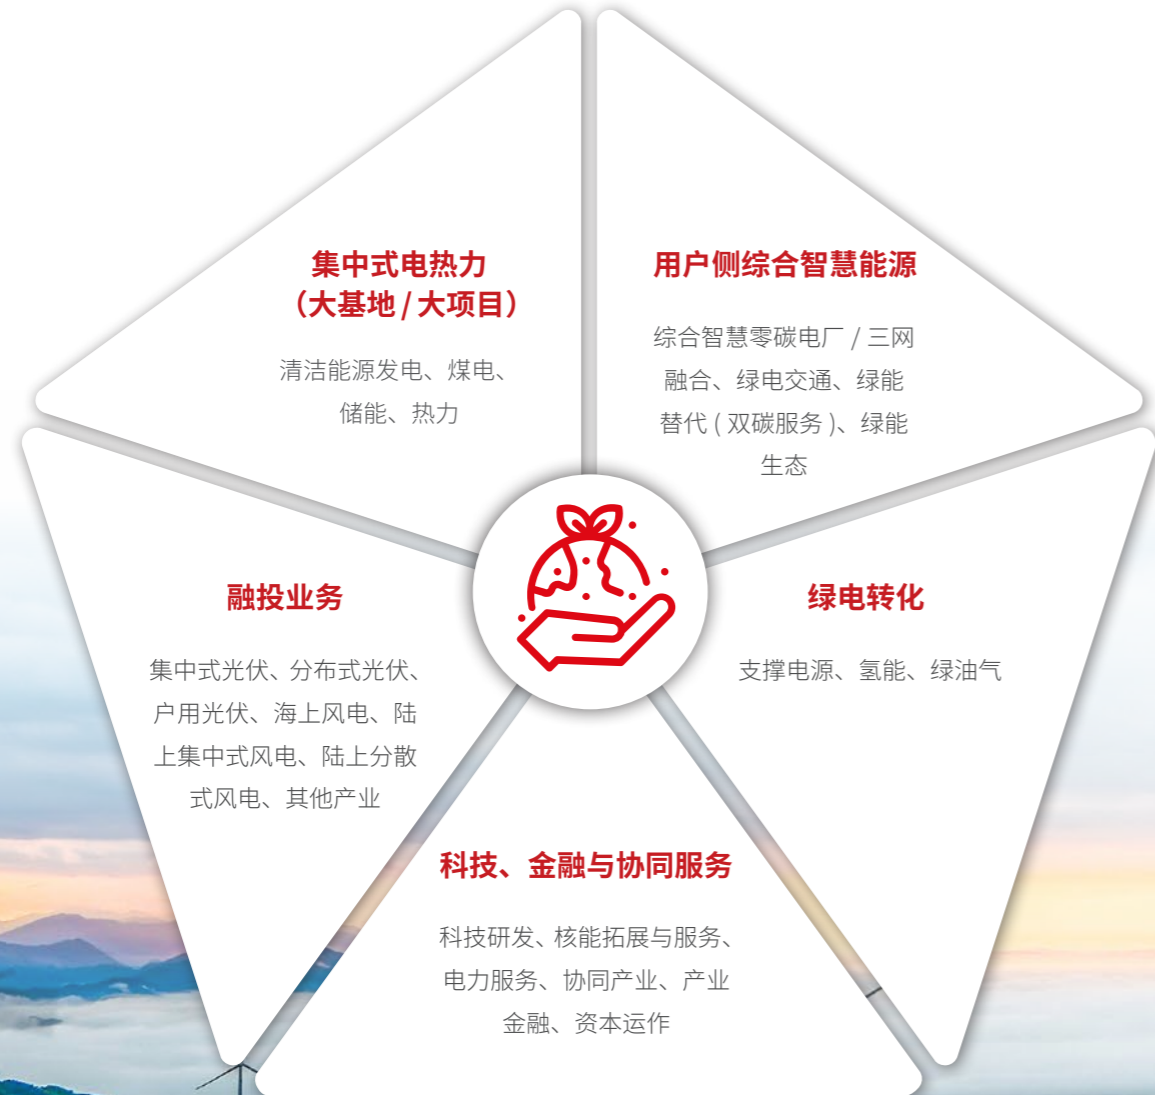 集中式电热力
（大基地 / 大项目）
清洁能源发电、煤电、
储能、热力
用户侧综合智慧能源
综合智慧零碳电厂 / 三网
融合、绿电交通、绿能
替代 ( 双碳服务 )、绿能
生态
融投业务
集中式光伏、分布式光伏、
户用光伏、海上风电、陆
上集中式风电、陆上分散
式风电、其他产业
绿电转化
支撑电源、氢能、绿油气
科技、金融与协同服务
科技研发、核能拓展与服务、
电力服务、协同产业、产业
金融、资本运作